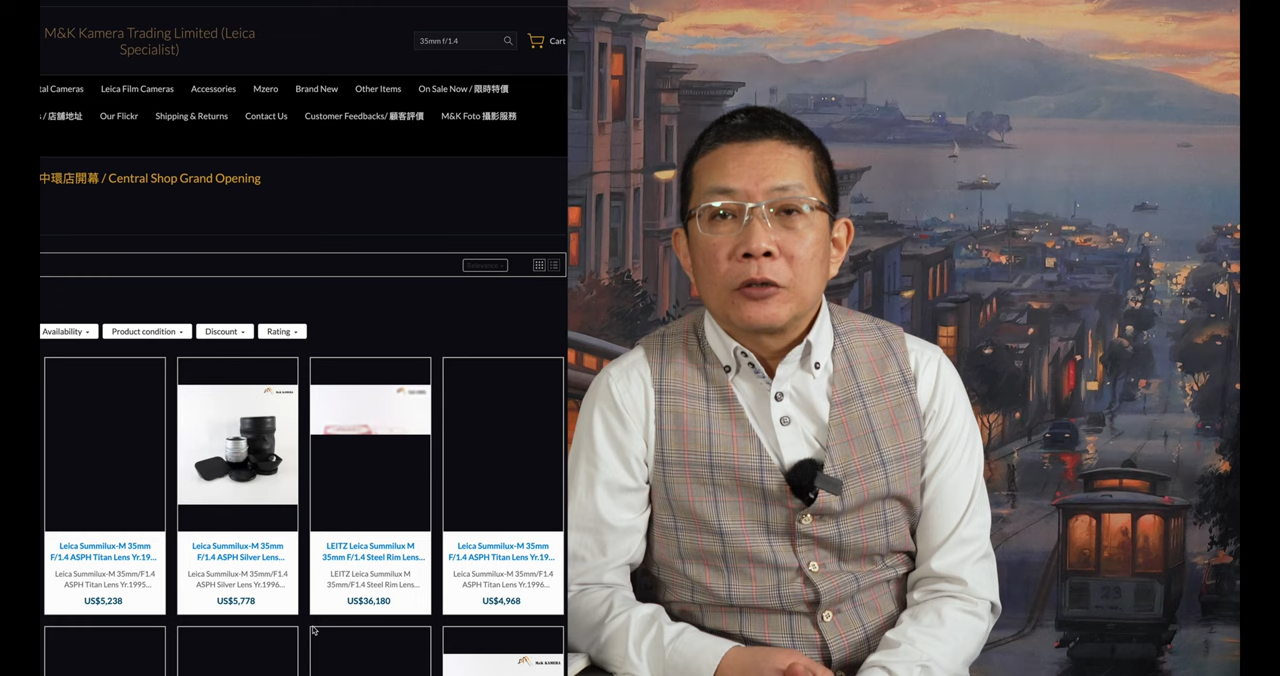 M&K Kamera Trading Limited (Leica
Specialist)
35mm f/1.4
Cart
tal Cameras
Leica Film Cameras
Accessories
Mzero
Brand New
Other Items
On Sale Now / 限時特價
/ 店舖地址
Our Flickr
Shipping & Returns
Contact Us
Customer Feedbacks/ 顧客評價
M&K Foto 攝影服務
中環店開幕 / Central Shop Grand Opening
Relevance
Availability
Product condition
Discount
Rating
M&K KAMERA
Leica Summilux-M 35mm
F/1.4 ASPH Titan Lens Yr.19...
Leica Summilux-M 35mm/F1.4
ASPH Titan Lens Yr.1995...
US$5,238
Leica Summilux-M 35mm
F/1.4 ASPH Silver Lens...
Leica Summilux-M 35mm/F1.4
ASPH Silver Lens Yr.1996...
US$5,778
LEITZ Leica Summilux M
35mm F/1.4 Steel Rim Lens...
LEITZ Leica Summilux M
35mm/F1.4 Steel Rim Lens...
US$36,180
Leica Summilux-M 35mm
F/1.4 ASPH Titan Lens Yr.19...
Leica Summilux-M 35mm/F1.4
ASPH Titan Lens Yr.1996...
US$4,968
M&K KAMERA
23